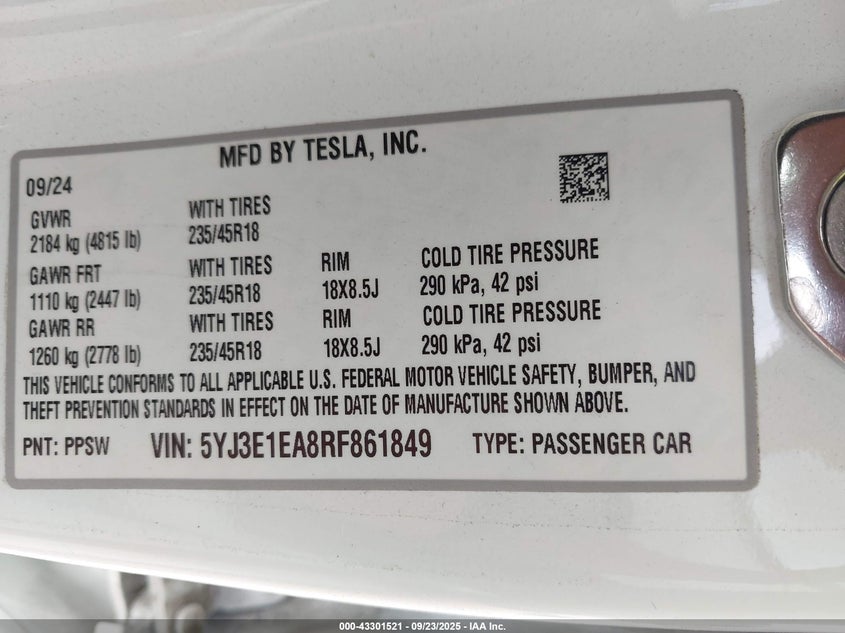 MFD BY TESLA, INC.
09/24
GVWR WITH TIRES
2184 kg (4815 lb) 235/45R18
GAWR FRT WITH TIRES RIM COLD TIRE PRESSURE
1110 kg (2447 lb) 235/45R18 18X8.5J 290 kPa, 42 psi
GAWR RR WITH TIRES RIM COLD TIRE PRESSURE
1260 kg (2778 lb) 235/45R18 18X8.5J 290 kPa, 42 psi
THIS VEHICLE CONFORMS TO ALL APPLICABLE U.S. FEDERAL MOTOR VEHICLE SAFETY, BUMPER, AND
THEFT PREVENTION STANDARDS IN EFFECT ON THE DATE OF MANUFACTURE SHOWN ABOVE.
PNT: PPSW VIN: 5YJ3E1EA8RF861849 TYPE: PASSENGER CAR
000-43301521 - 09/23/2025 - IAA Inc.